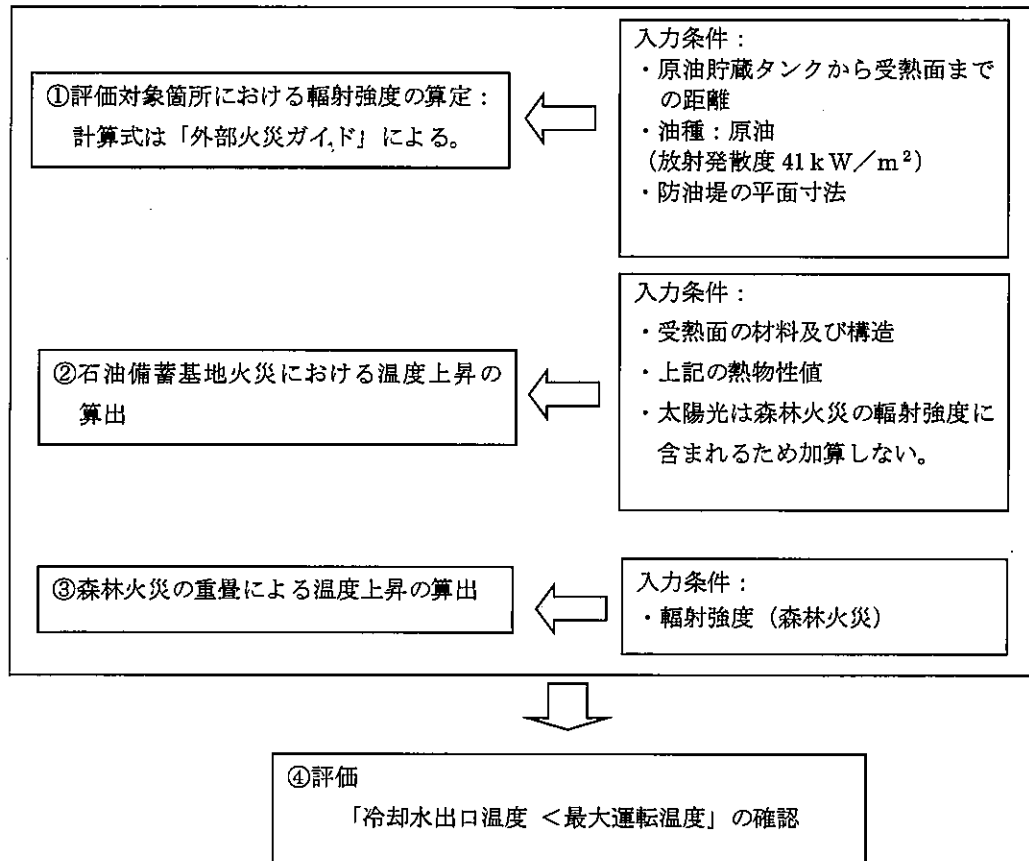 ①評価対象箇所における輻射強度の算定：
計算式は「外部火災ガイド」による。
入力条件：
・原油貯蔵タンクから受熱面まで
の距離
・油種：原油
（放射発散度 41ｋW／m²）
・防油堤の平面寸法
②石油備蓄基地火災における温度上昇の
算出
入力条件：
・受熱面の材料及び構造
・上記の熱物性値
・太陽光は森林火災の輻射強度に
含まれるため加算しない。
③森林火災の重畳による温度上昇の算出
入力条件：
・輻射強度（森林火災）
④評価
「冷却水出口温度 ＜最大運転温度」の確認